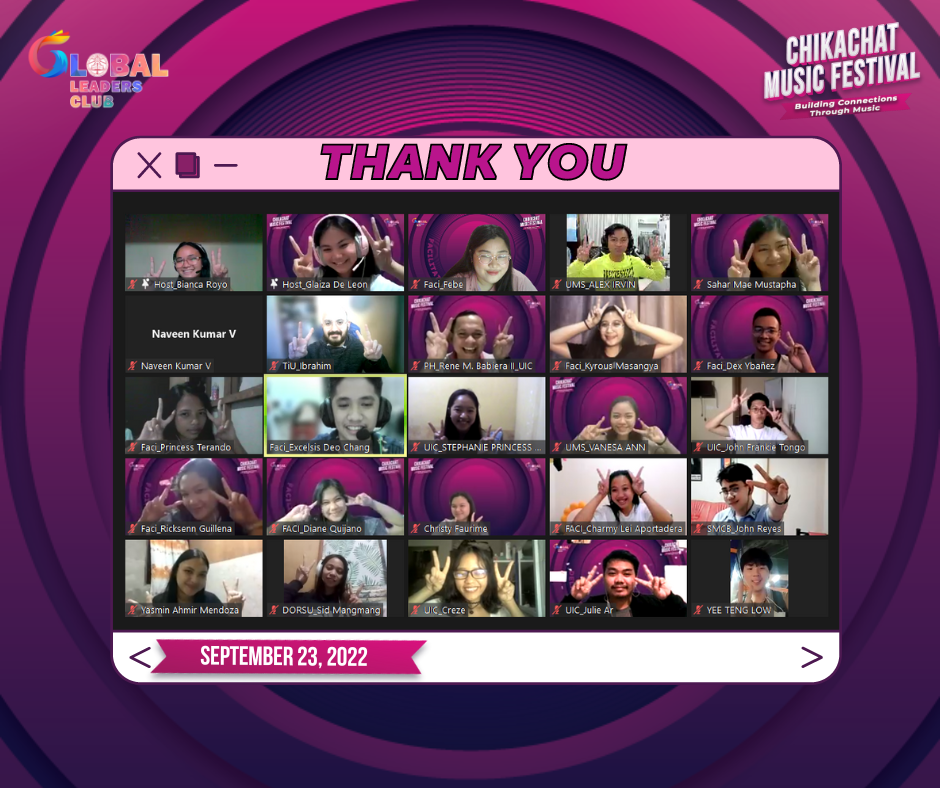 GLOBAL
LEADERS
CLUB
CHIKACHAT
MUSIC FESTIVAL
Building Connections
Through Music
THANK YOU
Host_Bianca Royo
Host_Glaiza De Leon
Faci_Febe
UMS_ALEX IRVIN
Sahar Mae Mustapha
Naveen Kumar V
Naveen Kumar V
TiU_Ibrahim
PH_Rene M. Babiera II_UIC
Faci_Kyrous Masangya
Faci_Dex Ybañez
Faci_Princess Terando
Faci_Excelsis Deo Chang
UIC_STEPHANIE PRINCESS ...
UMS_VANESA ANN
UIC_John Frankie Tongo
Faci_Ricksenn Guillena
FACI_Diane Quijano
Christy Faurime
FACI_Charmy Lei Aportadera
SMCB_John Reyes
Yasmin Ahmir Mendoza
DORSU_Sid Mangmang
UIC_Creze
UIC_Julie Ar
YEE TENG LOW
SEPTEMBER 23, 2022